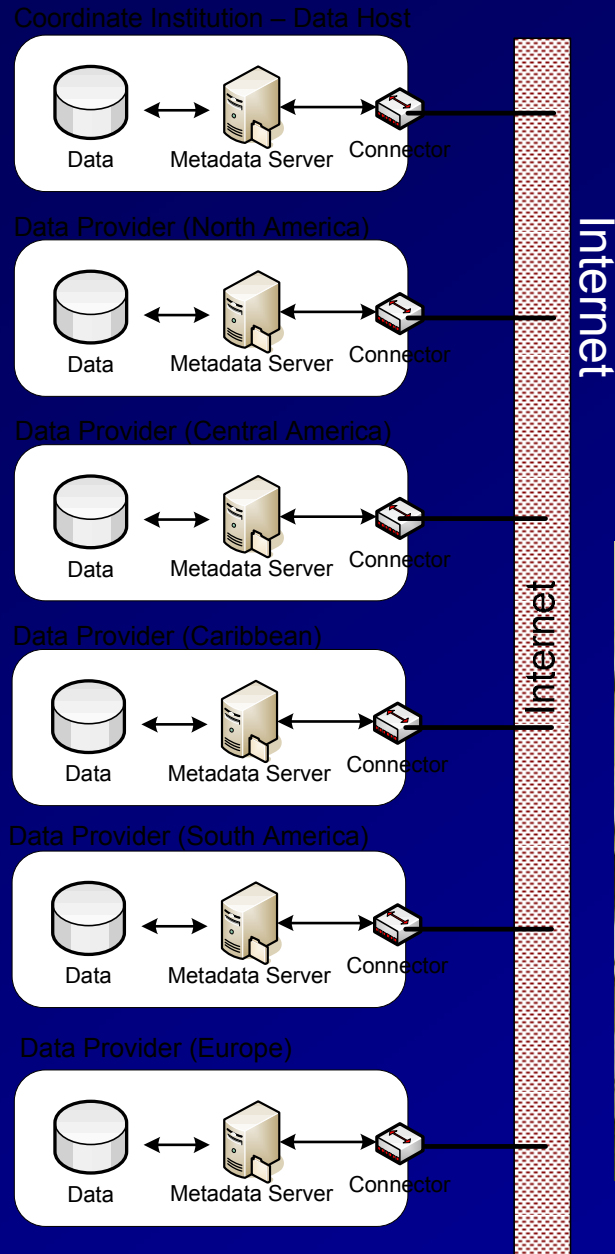 Coordinate Institution – Data Host
Data
Metadata Server
Connector
Data Provider (North America)
Data
Metadata Server
Connector
Data Provider (Central America)
Data
Metadata Server
Connector
Data Provider (Caribbean)
Data
Metadata Server
Connector
Data Provider (South America)
Data
Metadata Server
Connector
Data Provider (Europe)
Data
Metadata Server
Connector
Internet
Internet